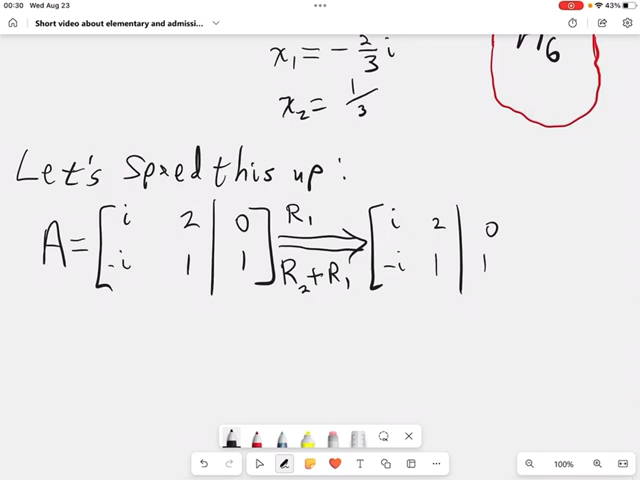 00:30 Wed Aug 23
43%
Short video about elementary and admissi...
x₁ = - 2/3 i
x₂ = 1/3
Let's Speed this up:
A = [ i 2 | 0 ] R₁ [ i 2 | 0
[ -i 1 | 1 ] R₂+R₁ [ -i 1 | 1
T
100%